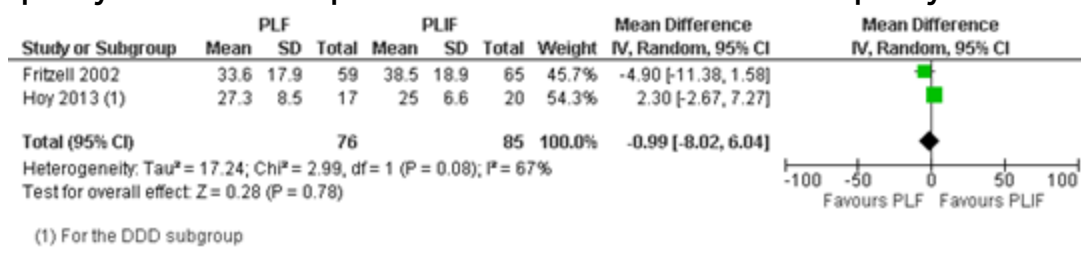 PLF PLIF Mean Difference Mean Difference
Study or Subgroup Mean SD Total Mean SD Total Weight IV, Random, 95% CI IV, Random, 95% CI
Fritzell 2002 33.6 17.9 59 38.5 18.9 65 45.7% -4.90 [-11.38, 1.58]
Hoy 2013 (1) 27.3 8.5 17 25 6.6 20 54.3% 2.30 [-2.67, 7.27]
Total (95% CI) 76 85 100.0% -0.99 [-8.02, 6.04]
Heterogeneity: Tau² = 17.24; Chi² = 2.99, df = 1 (P = 0.08); I² = 67%
Test for overall effect: Z = 0.28 (P = 0.78)
-100 -50 0 50 100
Favours PLF Favours PLIF
(1) For the DDD subgroup